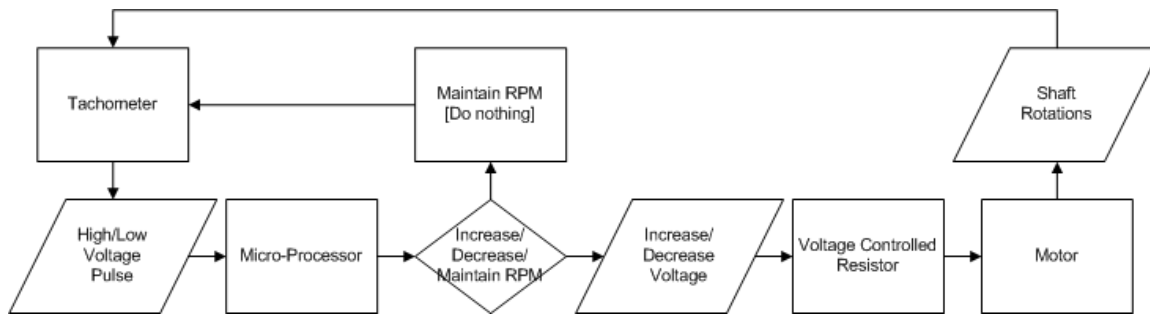 Tachometer
Maintain RPM
[Do nothing]
Shaft
Rotations
High/Low
Voltage
Pulse
Micro-Processor
Increase/
Decrease/
Maintain RPM
Increase/
Decrease
Voltage
Voltage Controlled
Resistor
Motor